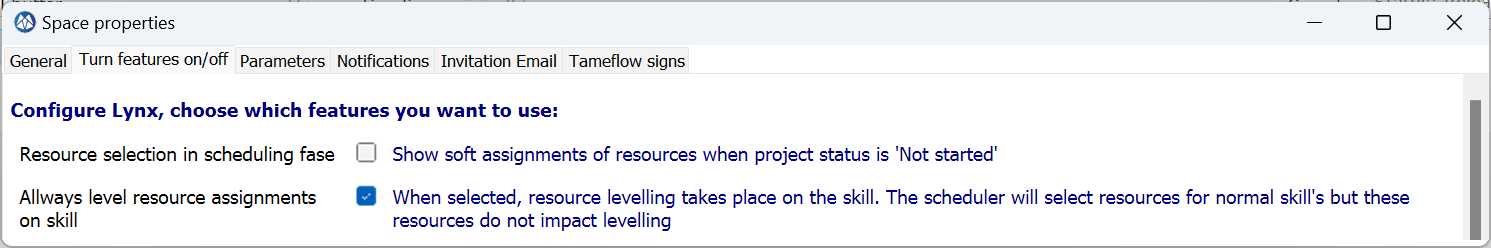 Space properties
General Turn features on/off Parameters Notifications Invitation Email Tameflow signs
Configure Lynx, choose which features you want to use:
Resource selection in scheduling fase Show soft assignments of resources when project status is 'Not started'
Allways level resource assignments When selected, resource levelling takes place on the skill. The scheduler will select resources for normal skill's but these
on skill resources do not impact levelling